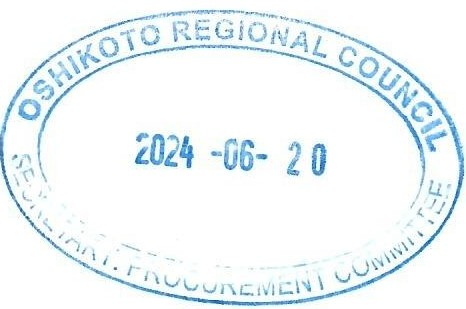 OSHIKOTO REGIONAL COUNCIL
2024 -06- 20
SECRETARY: PROCUREMENT COMMITTEE